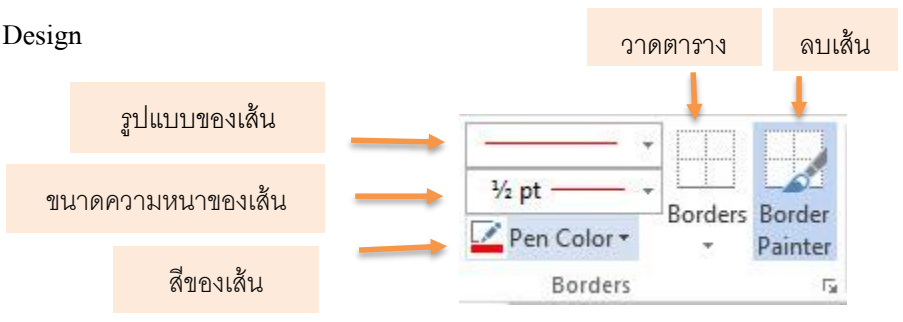 Design
วาดตาราง
ลบเส้น
รูปแบบของเส้น
ขนาดความหนาของเส้น
½ pt
Pen Color
สีของเส้น
Borders
Border
Painter
Borders